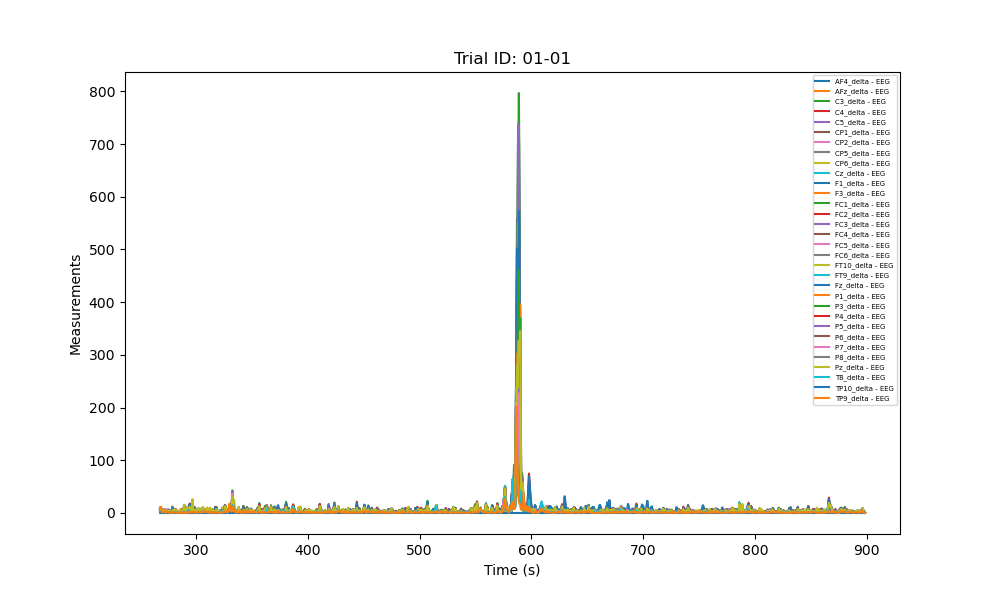 Trial ID: 01-01
800
700
600
500
400
300
200
100
0
Measurements
300
400
500
600
700
800
900
Time (s)
AF4_delta - EEG
AFz_delta - EEG
C3_delta - EEG
C4_delta - EEG
C5_delta - EEG
CP1_delta - EEG
CP2_delta - EEG
CP5_delta - EEG
CP6_delta - EEG
Cz_delta - EEG
F1_delta - EEG
F3_delta - EEG
FC1_delta - EEG
FC2_delta - EEG
FC3_delta - EEG
FC4_delta - EEG
FC5_delta - EEG
FC6_delta - EEG
FT10_delta - EEG
FT9_delta - EEG
Fz_delta - EEG
P1_delta - EEG
P3_delta - EEG
P4_delta - EEG
P5_delta - EEG
P6_delta - EEG
P7_delta - EEG
P8_delta - EEG
Pz_delta - EEG
T8_delta - EEG
TP10_delta - EEG
TP9_delta - EEG